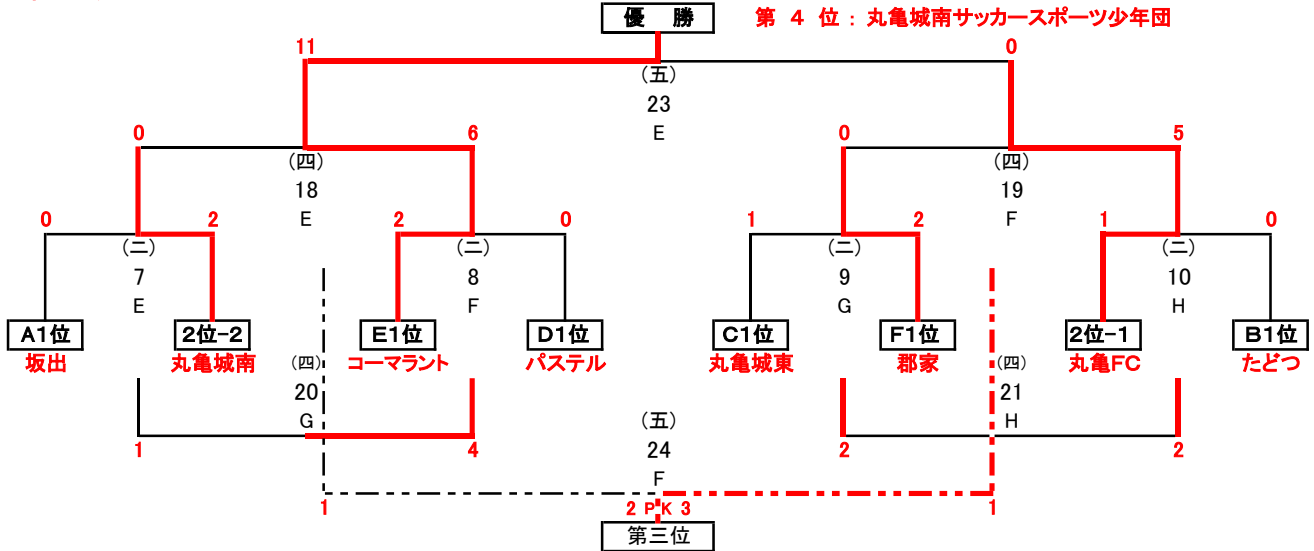 優 勝
第 4 位 : 丸亀城南サッカースポーツ少年団
11
0
(五)
23
E
0
6
0
5
(四)
18
E
(四)
19
F
0
2
2
0
1
2
1
0
(二)
7
E
(二)
8
F
(二)
9
G
(二)
10
H
A1位
2位-2
E1位
D1位
C1位
F1位
2位-1
B1位
坂出
丸亀城南
コーマラント
パステル
丸亀城東
郡家
丸亀FC
たどつ
(四)
20
G
(四)
21
H
1
4
2
2
(五)
24
F
1
2 PK 3
1
第三位